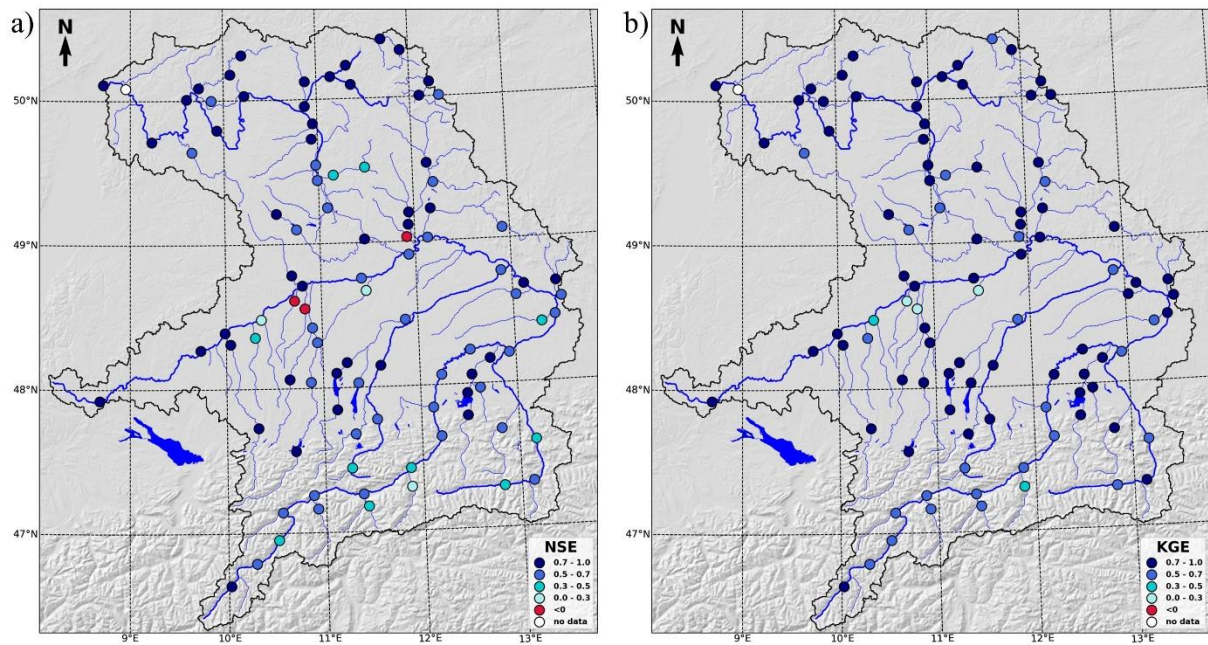 a)
N
50°N
49°N
48°N
47°N
9°E
10°E
11°E
12°E
13°E
NSE
0.7 - 1.0
0.5 - 0.7
0.3 - 0.5
0.0 - 0.3
<0
no data
b)
N
50°N
49°N
48°N
47°N
9°E
10°E
11°E
12°E
13°E
KGE
0.7 - 1.0
0.5 - 0.7
0.3 - 0.5
0.0 - 0.3
<0
no data